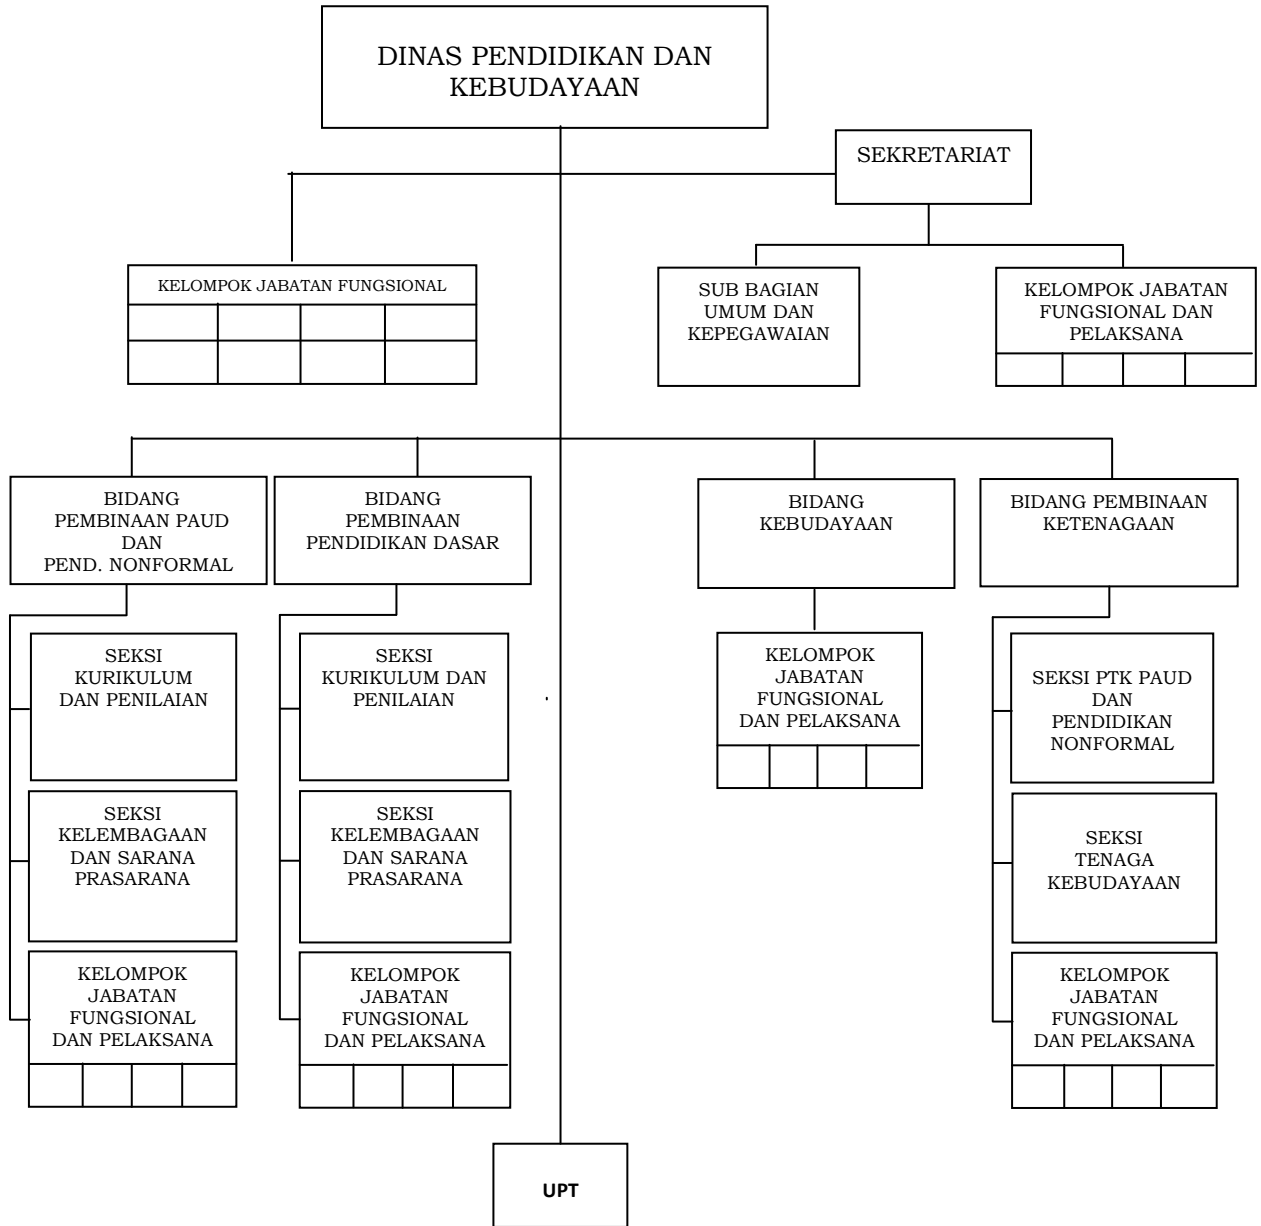 DINAS PENDIDIKAN DAN
KEBUDAYAAN
SEKRETARIAT
KELOMPOK JABATAN FUNGSIONAL
SUB BAGIAN
UMUM DAN
KEPEGAWAIAN
KELOMPOK JABATAN
FUNGSIONAL DAN
PELAKSANA
BIDANG
PEMBINAAN PAUD
DAN
PEND. NONFORMAL
BIDANG
PEMBINAAN
PENDIDIKAN DASAR
BIDANG
KEBUDAYAAN
BIDANG PEMBINAAN
KETENAGAAN
SEKSI
KURIKULUM
DAN PENILAIAN
SEKSI
KURIKULUM DAN
PENILAIAN
KELOMPOK
JABATAN
FUNGSIONAL
DAN PELAKSANA
SEKSI PTK PAUD
DAN
PENDIDIKAN
NONFORMAL
SEKSI
KELEMBAGAAN
DAN SARANA
PRASARANA
SEKSI
KELEMBAGAAN
DAN SARANA
PRASARANA
SEKSI
TENAGA
KEBUDAYAAN
KELOMPOK
JABATAN
FUNGSIONAL
DAN PELAKSANA
KELOMPOK
JABATAN
FUNGSIONAL
DAN PELAKSANA
KELOMPOK
JABATAN
FUNGSIONAL
DAN PELAKSANA
UPT